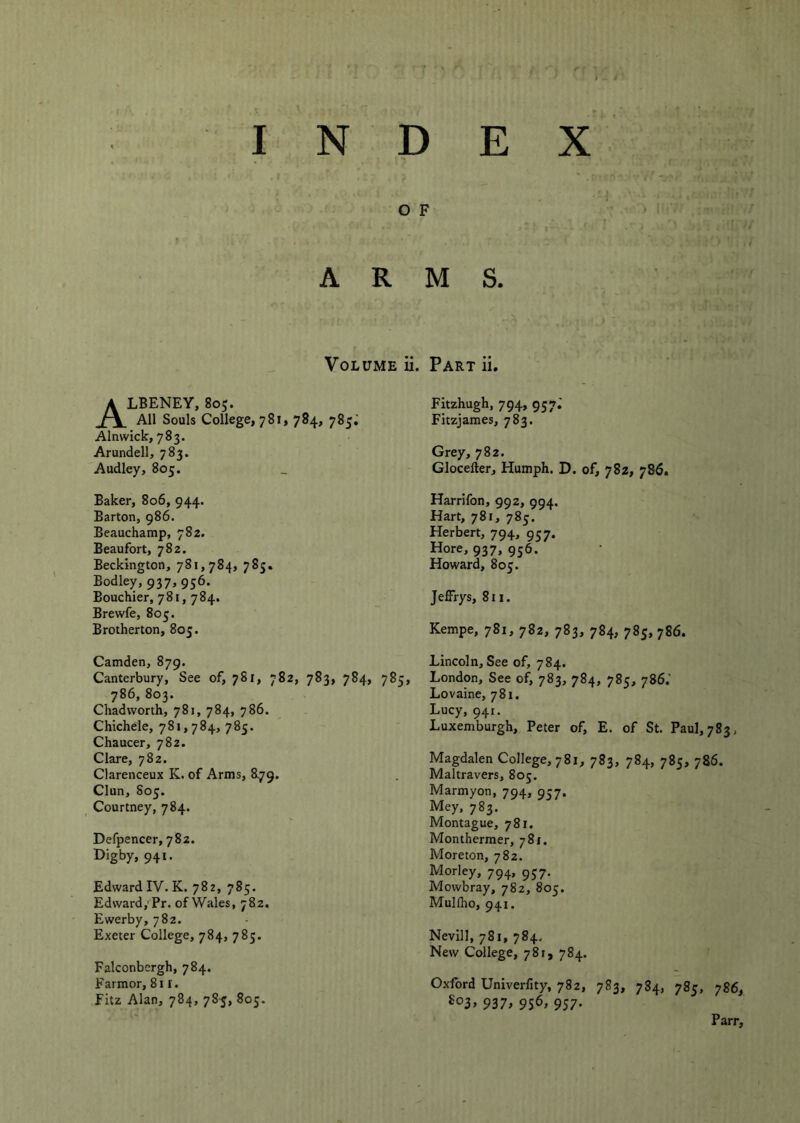 INDEX
OF
ARMS.
VOLUME ii. PART ii.
ALBENEY, 805.
All Souls College, 781, 784, 785.
Alnwick, 783.
Arundell, 783.
Audley, 805.
Baker, 806, 944.
Barton, 986.
Beauchamp, 782.
Beaufort, 782.
Beckington, 781, 784, 785.
Bodley, 937, 956.
Bouchier, 781, 784.
Brewſe, 805.
Brotherton, 805.
Camden, 879.
Canterbury, See of, 781, 782, 783, 784, 785,
786, 803.
Chadworth, 781, 784, 786.
Chichele, 781, 784, 785.
Chaucer, 782.
Clare, 782.
Clarenceux K. of Arms, 879.
Clun, 805.
Courtney, 784.
Deſpencer, 782.
Digby, 941.
Edward IV. K. 782, 785.
Edward, Pr. of Wales, 782.
Ewerby, 782.
Exeter College, 784, 785.
Falconbergh, 784.
Farmor, 811.
Fitz Alan, 784, 785, 805.
Fitzhugh, 794, 957.
Fitzjames, 783.
Grey, 782.
Gloceſter, Humph. D. of, 782, 786.
Harriſon, 992, 994.
Hart, 781, 785.
Herbert, 794, 957.
Hore, 937, 956.
Howard, 805.
Jeffrys, 811.
Kempe, 781, 782, 783, 784, 785, 786.
Lincoln, See of, 784.
London, See of, 783, 784, 785, 786.
Lovaine, 781.
Lucy, 941.
Luxemburgh, Peter of, E. of St. Paul, 783.
Magdalen College, 781, 783, 784, 785, 786.
Maltravers, 805.
Marmyon, 794, 957.
Mey, 783.
Montague, 781.
Monthermer, 781.
Moreton, 782.
Morley, 794, 957.
Mowbray, 782, 805.
Mulſho, 941.
Nevill, 781, 784.
New College, 781, 784.
Oxford Univerſity, 782, 783, 784, 785, 786,
803, 937, 956, 957.
Parr,